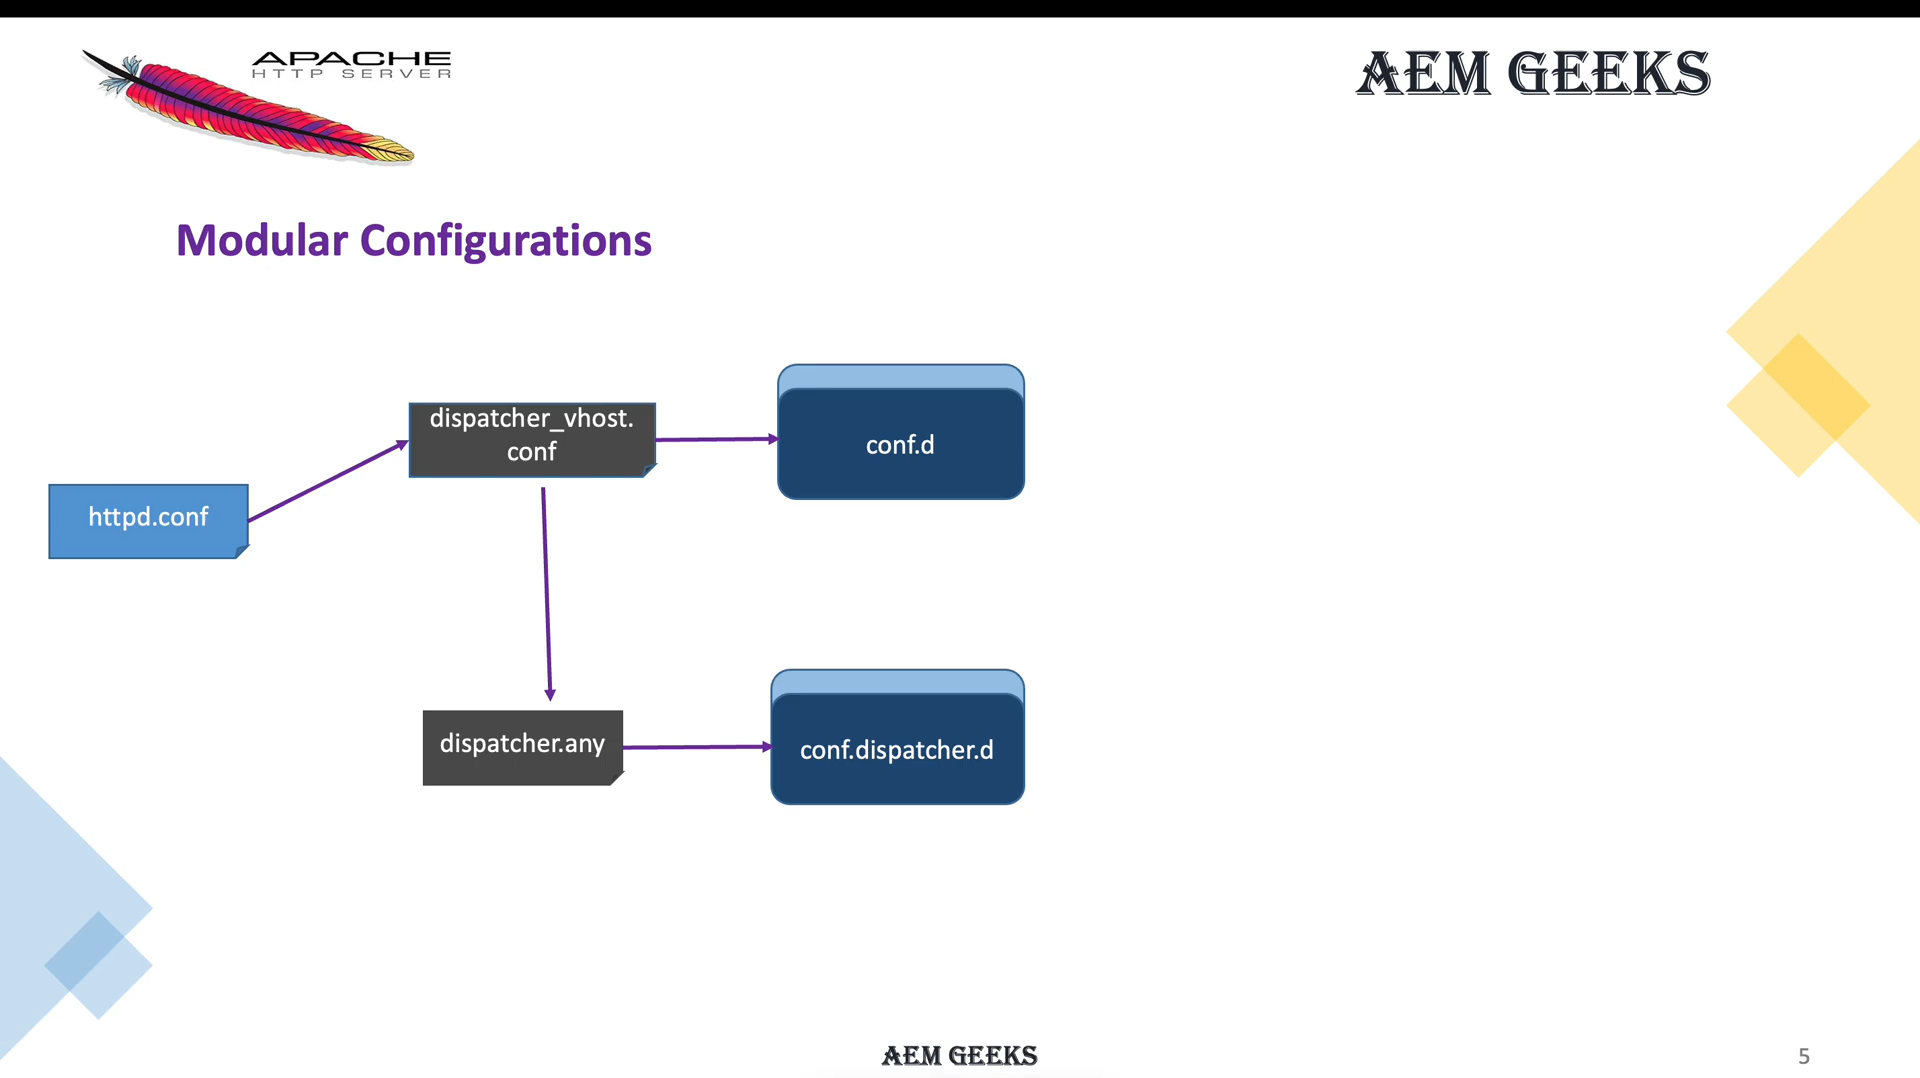 APACHE
HTTP SERVER
AEM GEEKS
Modular Configurations
dispatcher_vhost.
conf
conf.d
httpd.conf
dispatcher.any
conf.dispatcher.d
AEM GEEKS
5